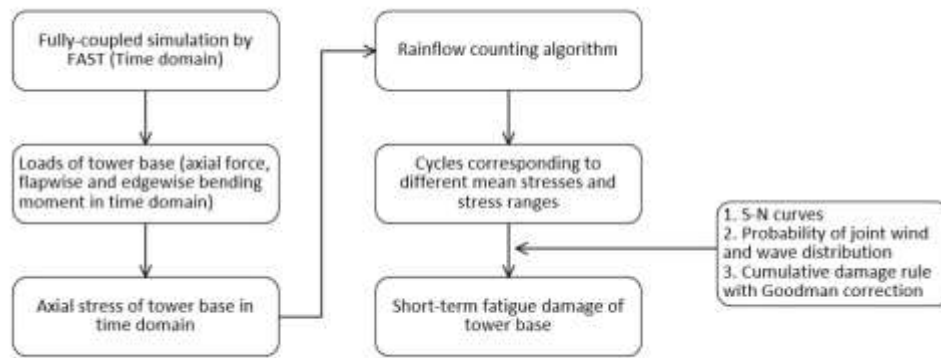 Fully-coupled simulation by
FAST (Time domain)
Loads of tower base (axial force,
flapwise and edgewise bending
moment in time domain)
Axial stress of tower base in
time domain
Rainflow counting algorithm
Cycles corresponding to
different mean stresses and
stress ranges
Short-term fatigue damage of
tower base
1. S-N curves
2. Probability of joint wind
and wave distribution
3. Cumulative damage rule
with Goodman correction